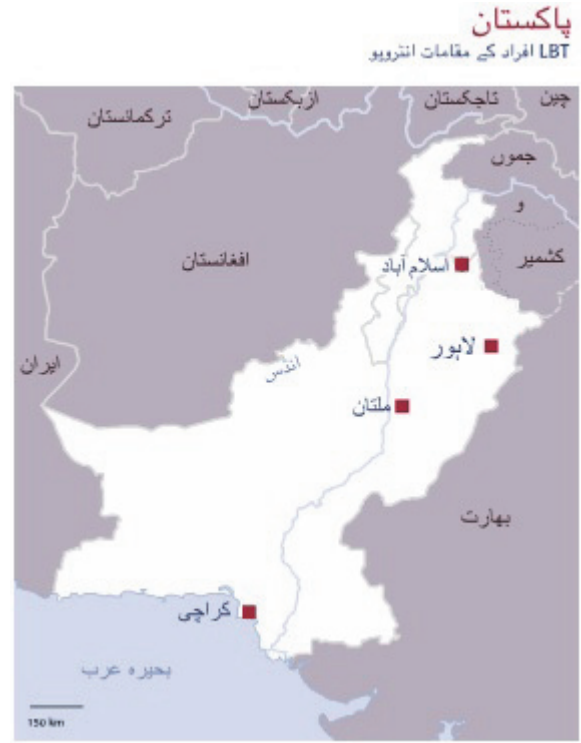 پاکستان
LBT افراد کے مقامات انٹرویو
ترکمانستان
ازبکستان
تاجکستان
چین
جموں
و
کشمیر
افغانستان
اسلام آباد
لاہور
ایران
انڈس
ملتان
بھارت
کراچی
بحیرہ عرب
150 km